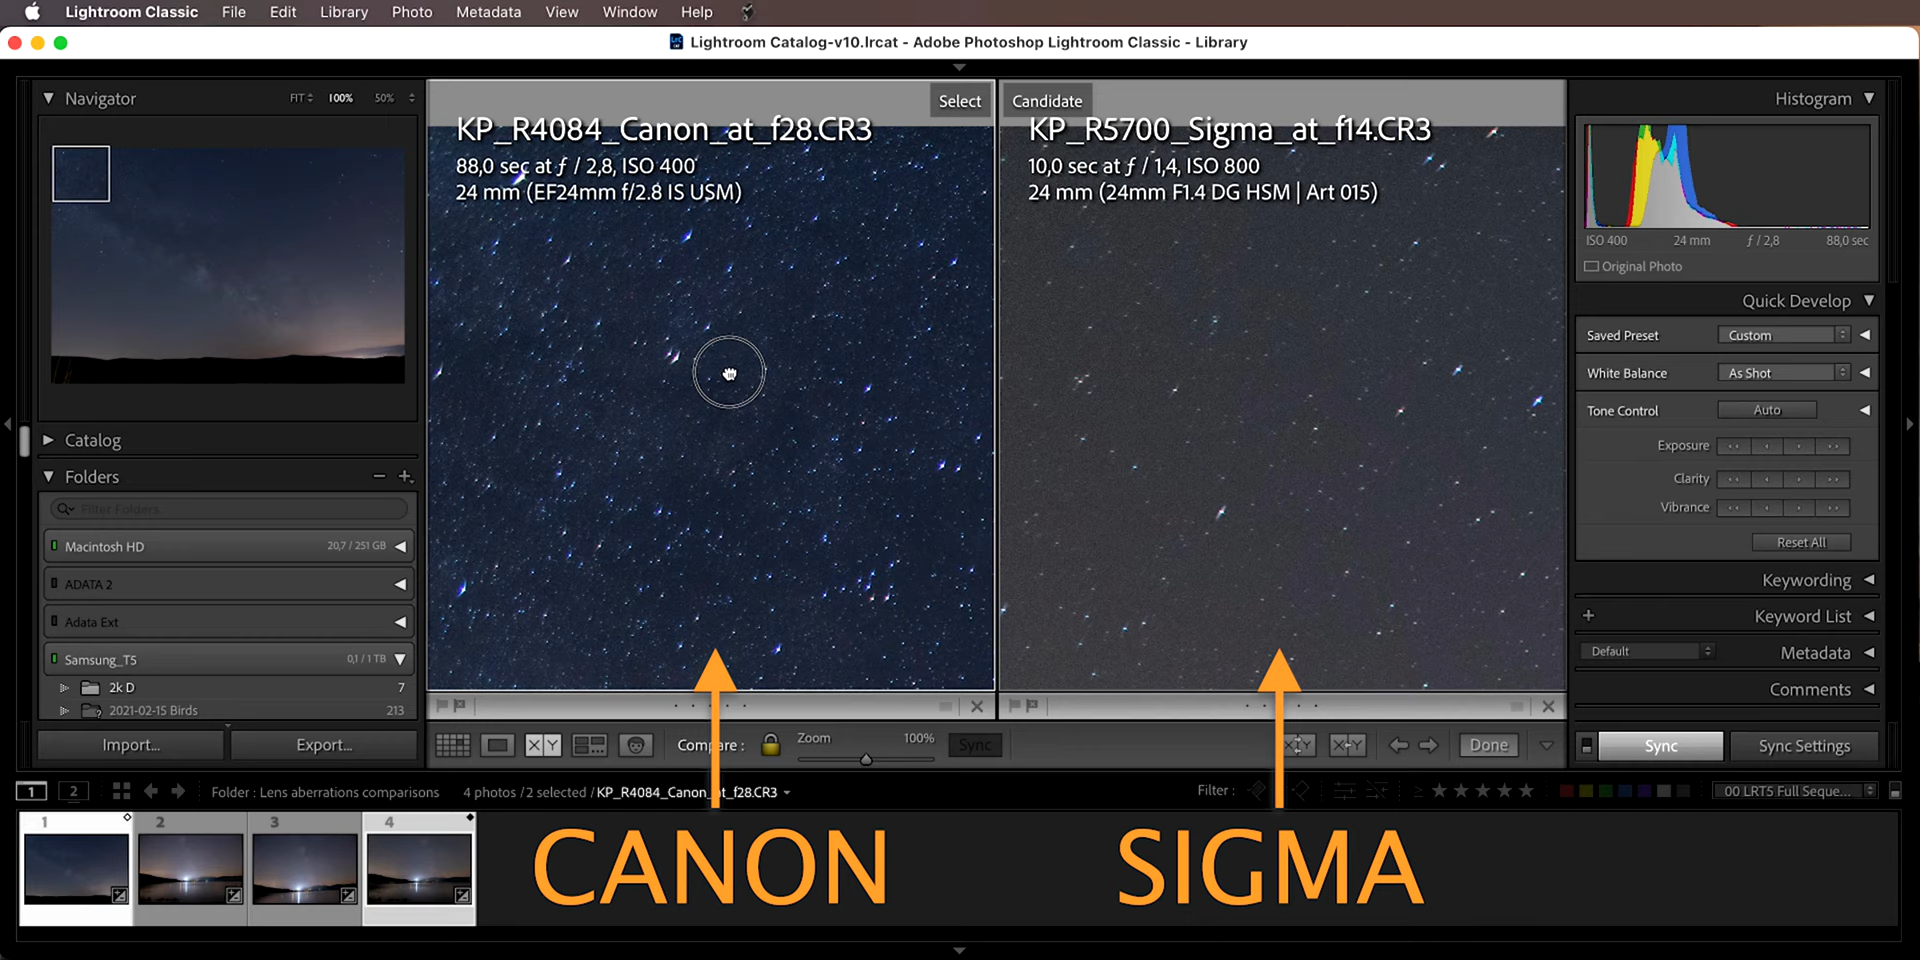 Lightroom Classic File Edit Library Photo Metadata View Window Help
Lightroom Catalog-v10.lrcat - Adobe Photoshop Lightroom Classic - Library
Navigator FIT 100% 50%
Catalog
Folders
Filter Folders
Macintosh HD 20,7 / 251 GB
ADATA 2
Adata Ext
Samsung_T5 0,1 / 1 TB
2k D 7
2021-02-15 Birds 213
Import... Export...
Select
KP_R4084_Canon_at_f28.CR3
88,0 sec at ƒ / 2,8, ISO 400
24 mm (EF24mm f/2.8 IS USM)
Candidate
KP_R5700_Sigma_at_f14.CR3
10,0 sec at ƒ / 1,4, ISO 800
24 mm (24mm F1.4 DG HSM | Art 015)
Histogram
ISO 400 24 mm ƒ / 2,8 88,0 sec
Original Photo
Quick Develop
Saved Preset Custom
White Balance As Shot
Tone Control Auto
Exposure
Clarity
Vibrance
Reset All
Keywording
Keyword List
Default Metadata
Comments
XY Compare : Zoom 100% Sync
Done
Sync Sync Settings
1 2 Folder : Lens aberrations comparisons 4 photos / 2 selected / KP_R4084_Canon_at_f28.CR3
Filter : 00 LRT5 Full Seque...
1 2 3 4
CANON SIGMA